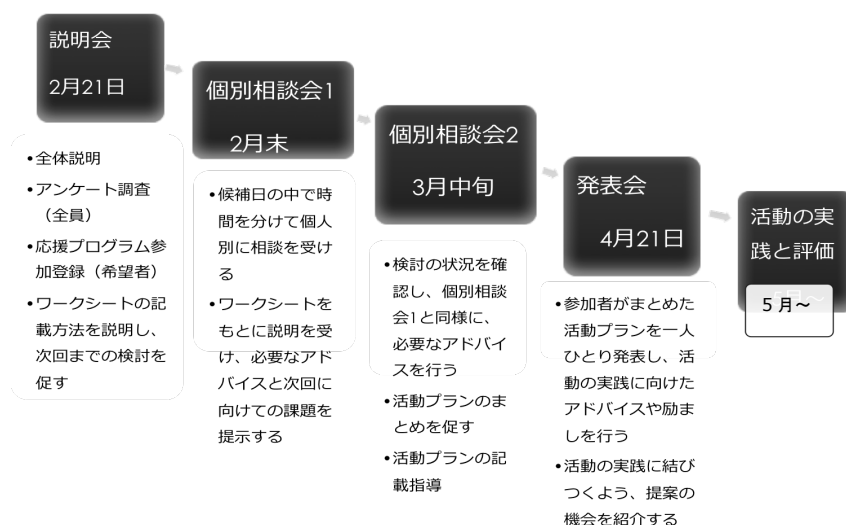 説明会
2月21日
•全体説明
•アンケート調査
（全員）
•応援プログラム参
加登録（希望者）
•ワークシートの記
載方法を説明し、
次回までの検討を
促す
個別相談会1
2月末
•候補日の中で時
間を分けて個人
別に相談を受け
る
•ワークシートを
もとに説明を受
け、必要なアド
バイスと次回に
向けての課題を
提示する
個別相談会2
3月中旬
•検討の状況を確
認し、個別相談
会1と同様に、
必要なアドバイ
スを行う
•活動プランのま
とめを促す
•活動プランの記
載指導
発表会
4月21日
•参加者がまとめた
活動プランを一人
ひとり発表し、活
動の実践に向けた
アドバイスや励ま
しを行う
•活動の実践に結び
つくよう、提案の
機会を紹介する
活動の実
践と評価
５月～